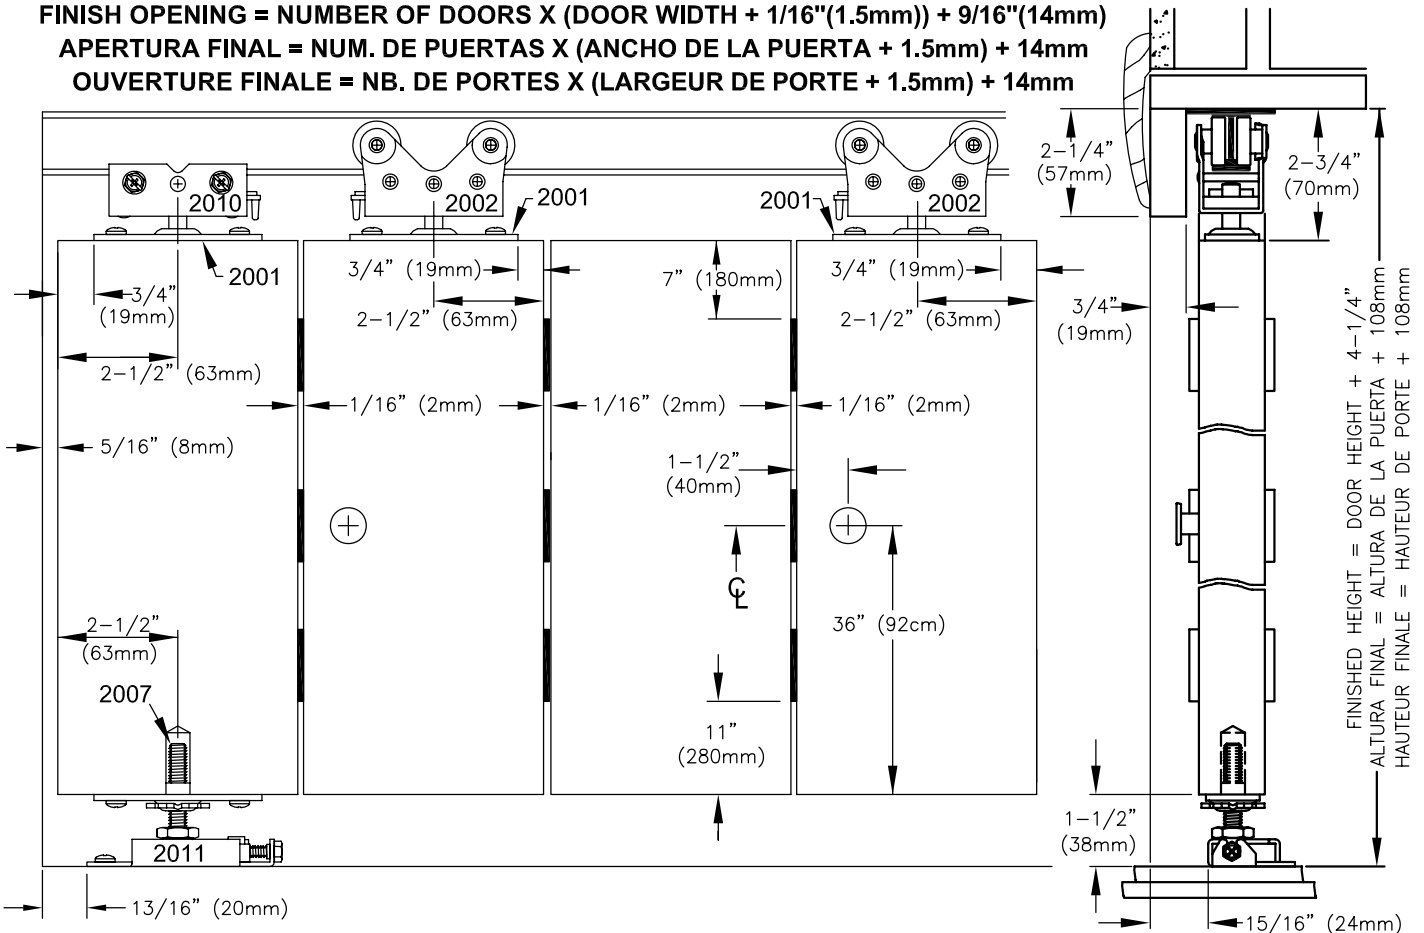 FINISH OPENING = NUMBER OF DOORS X (DOOR WIDTH + 1/16"(1.5mm)) + 9/16"(14mm)
APERTURA FINAL = NUM. DE PUERTAS X (ANCHO DE LA PUERTA + 1.5mm) + 14mm
OUVERTURE FINALE = NB. DE PORTES X (LARGEUR DE PORTE + 1.5mm) + 14mm
2-1/4”
(57mm)
2-3/4”
(70mm)
2010
2002
2001
2001
2002
2001
3/4” (19mm)
7” (180mm)
3/4” (19mm)
3/4”
(19mm)
2-1/2” (63mm)
2-1/2” (63mm)
3/4”
(19mm)
2-1/2” (63mm)
1/16” (2mm)
1/16” (2mm)
1/16” (2mm)
5/16” (8mm)
1-1/2”
(40mm)
CL
36” (92cm)
2-1/2”
(63mm)
2007
11”
(280mm)
1-1/2”
(38mm)
2011
13/16” (20mm)
15/16” (24mm)
FINISHED HEIGHT = DOOR HEIGHT + 4-1/4”
ALTURA FINAL = ALTURA DE LA PUERTA + 108mm
HAUTEUR FINALE = HAUTEUR DE PORTE + 108mm